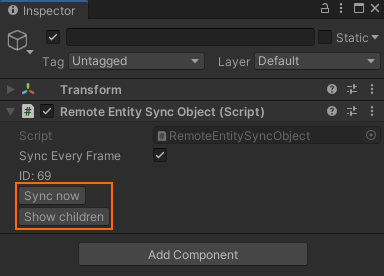 Inspector
Static
Tag Untagged Layer Default
Transform
# Remote Entity Sync Object (Script)
Script # RemoteEntitySyncObject
Sync Every Frame
ID: 69
Sync now
Show children
Add Component